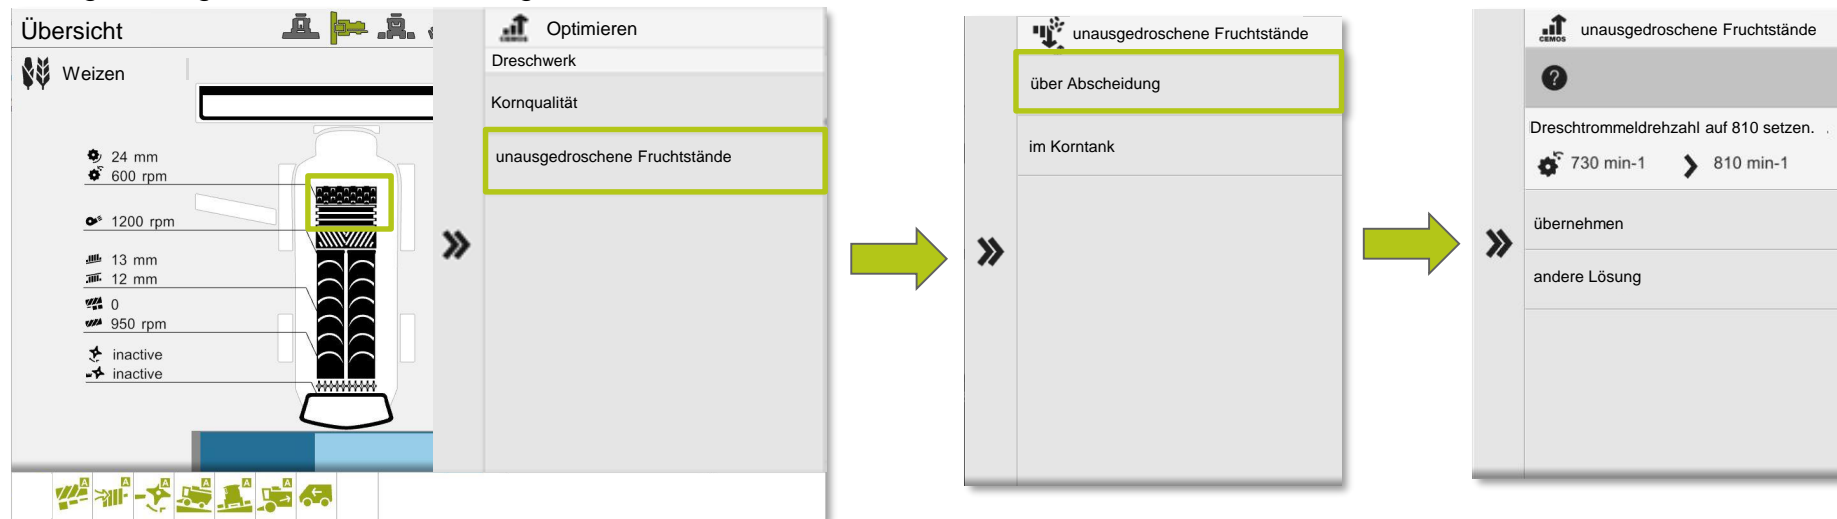 Übersicht
Weizen
24 mm
600 rpm
1200 rpm
13 mm
12 mm
0
950 rpm
inactive
inactive
A A A A A A
CEMOS
Optimieren
Dreschwerk
Kornqualität
unausgedroschene Fruchtstände
unausgedroschene Fruchtstände
über Abscheidung
im Korntank
CEMOS
unausgedroschene Fruchtstände
?
Dreschtrommeldrehzahl auf 810 setzen.
730 min-1 810 min-1
übernehmen
andere Lösung